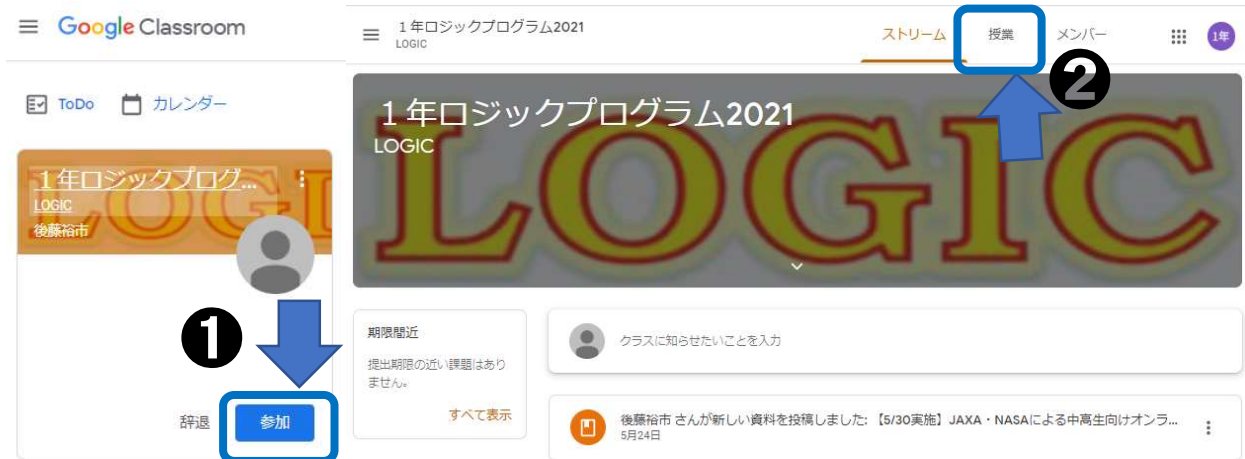 Google Classroom
ToDo カレンダー
１年ロジックプログ...
LOGIC
後藤裕市
❶
辞退 参加
１年ロジックプログラム2021
LOGIC
ストリーム 授業 メンバー
1年
❷
１年ロジックプログラム2021
LOGIC
LOGIC
期限間近
提出期限の近い課題はあり
ません。
すべて表示
クラスに知らせたいことを入力
後藤裕市 さんが新しい資料を投稿しました: 【5/30実施】JAXA・NASAによる中高生向けオンラ...
5月24日